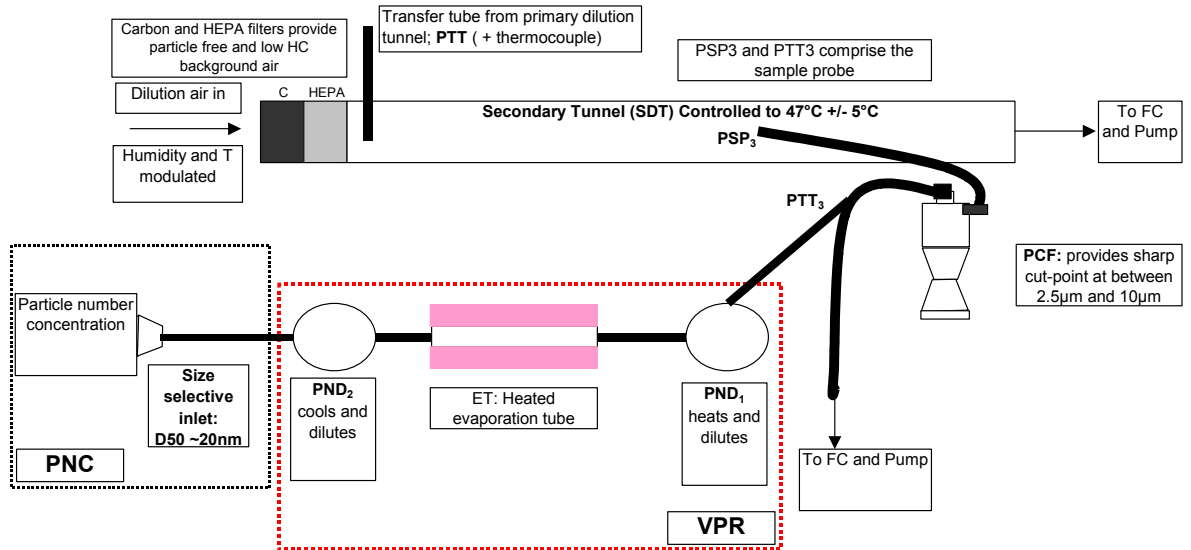 Carbon and HEPA filters provide
particle free and low HC
background air
Transfer tube from primary dilution
tunnel; PTT ( + thermocouple)
PSP3 and PTT3 comprise the
sample probe
Dilution air in
C HEPA
Secondary Tunnel (SDT) Controlled to 47°C +/- 5°C
To FC
and Pump
PSP3
Humidity and T
modulated
PTT3
PCF: provides sharp
cut-point at between
2.5µm and 10µm
Particle number
concentration
Size
selective
inlet:
D50 ~20nm
PND2
cools and
dilutes
ET: Heated
evaporation tube
PND1
heats and
dilutes
To FC and Pump
PNC
VPR